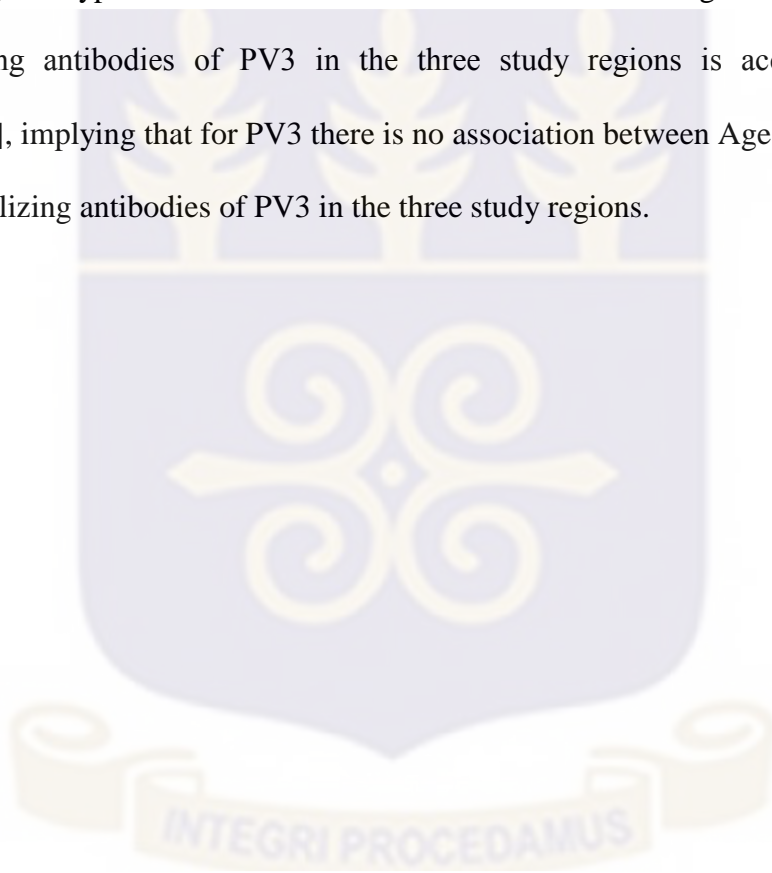 ng antibodies of PV3 in the three study regions is
], implying that for PV3 there is no association between Age
lizing antibodies of PV3 in the three study regions.
INTEGRI PROCEDAMUS